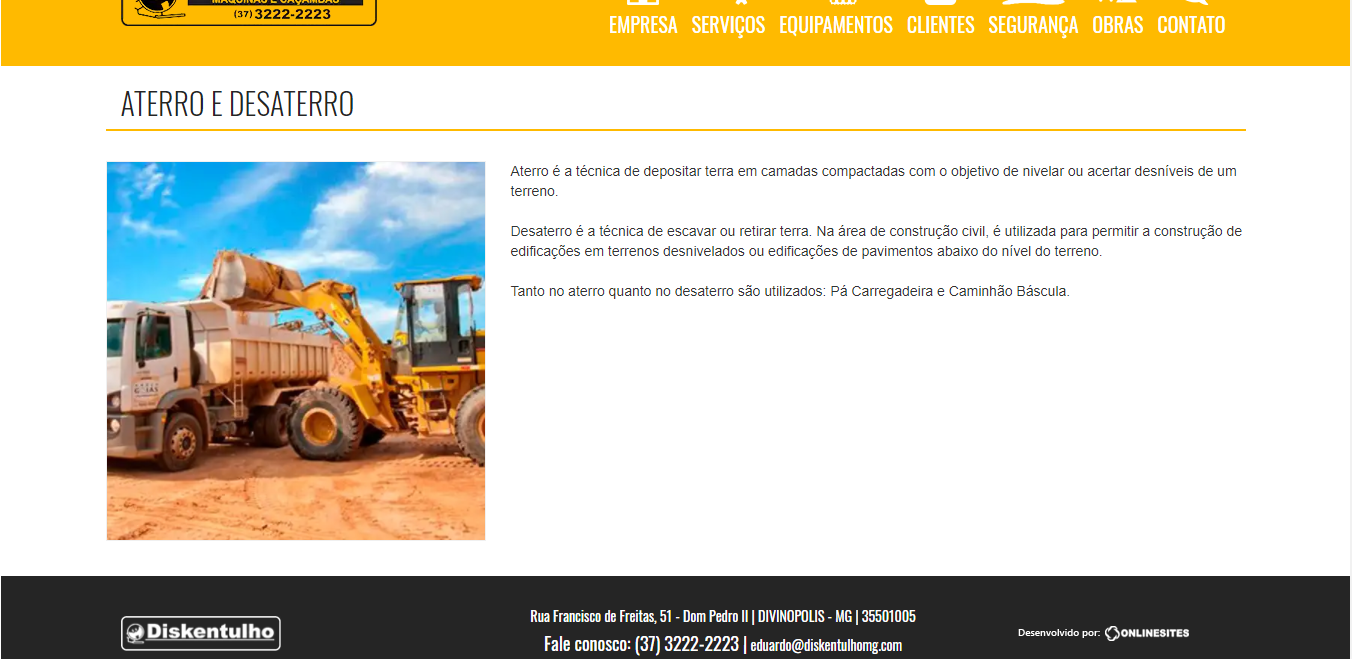 MÁQUINAS E CAÇAMBAS
(37) 3222-2223
EMPRESA SERVIÇOS EQUIPAMENTOS CLIENTES SEGURANÇA OBRAS CONTATO
ATERRO E DESATERRO
Aterro é a técnica de depositar terra em camadas compactadas com o objetivo de nivelar ou acertar desníveis de um
terreno.
Desaterro é a técnica de escavar ou retirar terra. Na área de construção civil, é utilizada para permitir a construção de
edificações em terrenos desnivelados ou edificações de pavimentos abaixo do nível do terreno.
Tanto no aterro quanto no desaterro são utilizados: Pá Carregadeira e Caminhão Báscula.
GOIÁS
Diskentulho
Rua Francisco de Freitas, 51 - Dom Pedro II | DIVINOPOLIS - MG | 35501005
Fale conosco: (37) 3222-2223 | eduardo@diskentulhomg.com
Desenvolvido por: ONLINESITES